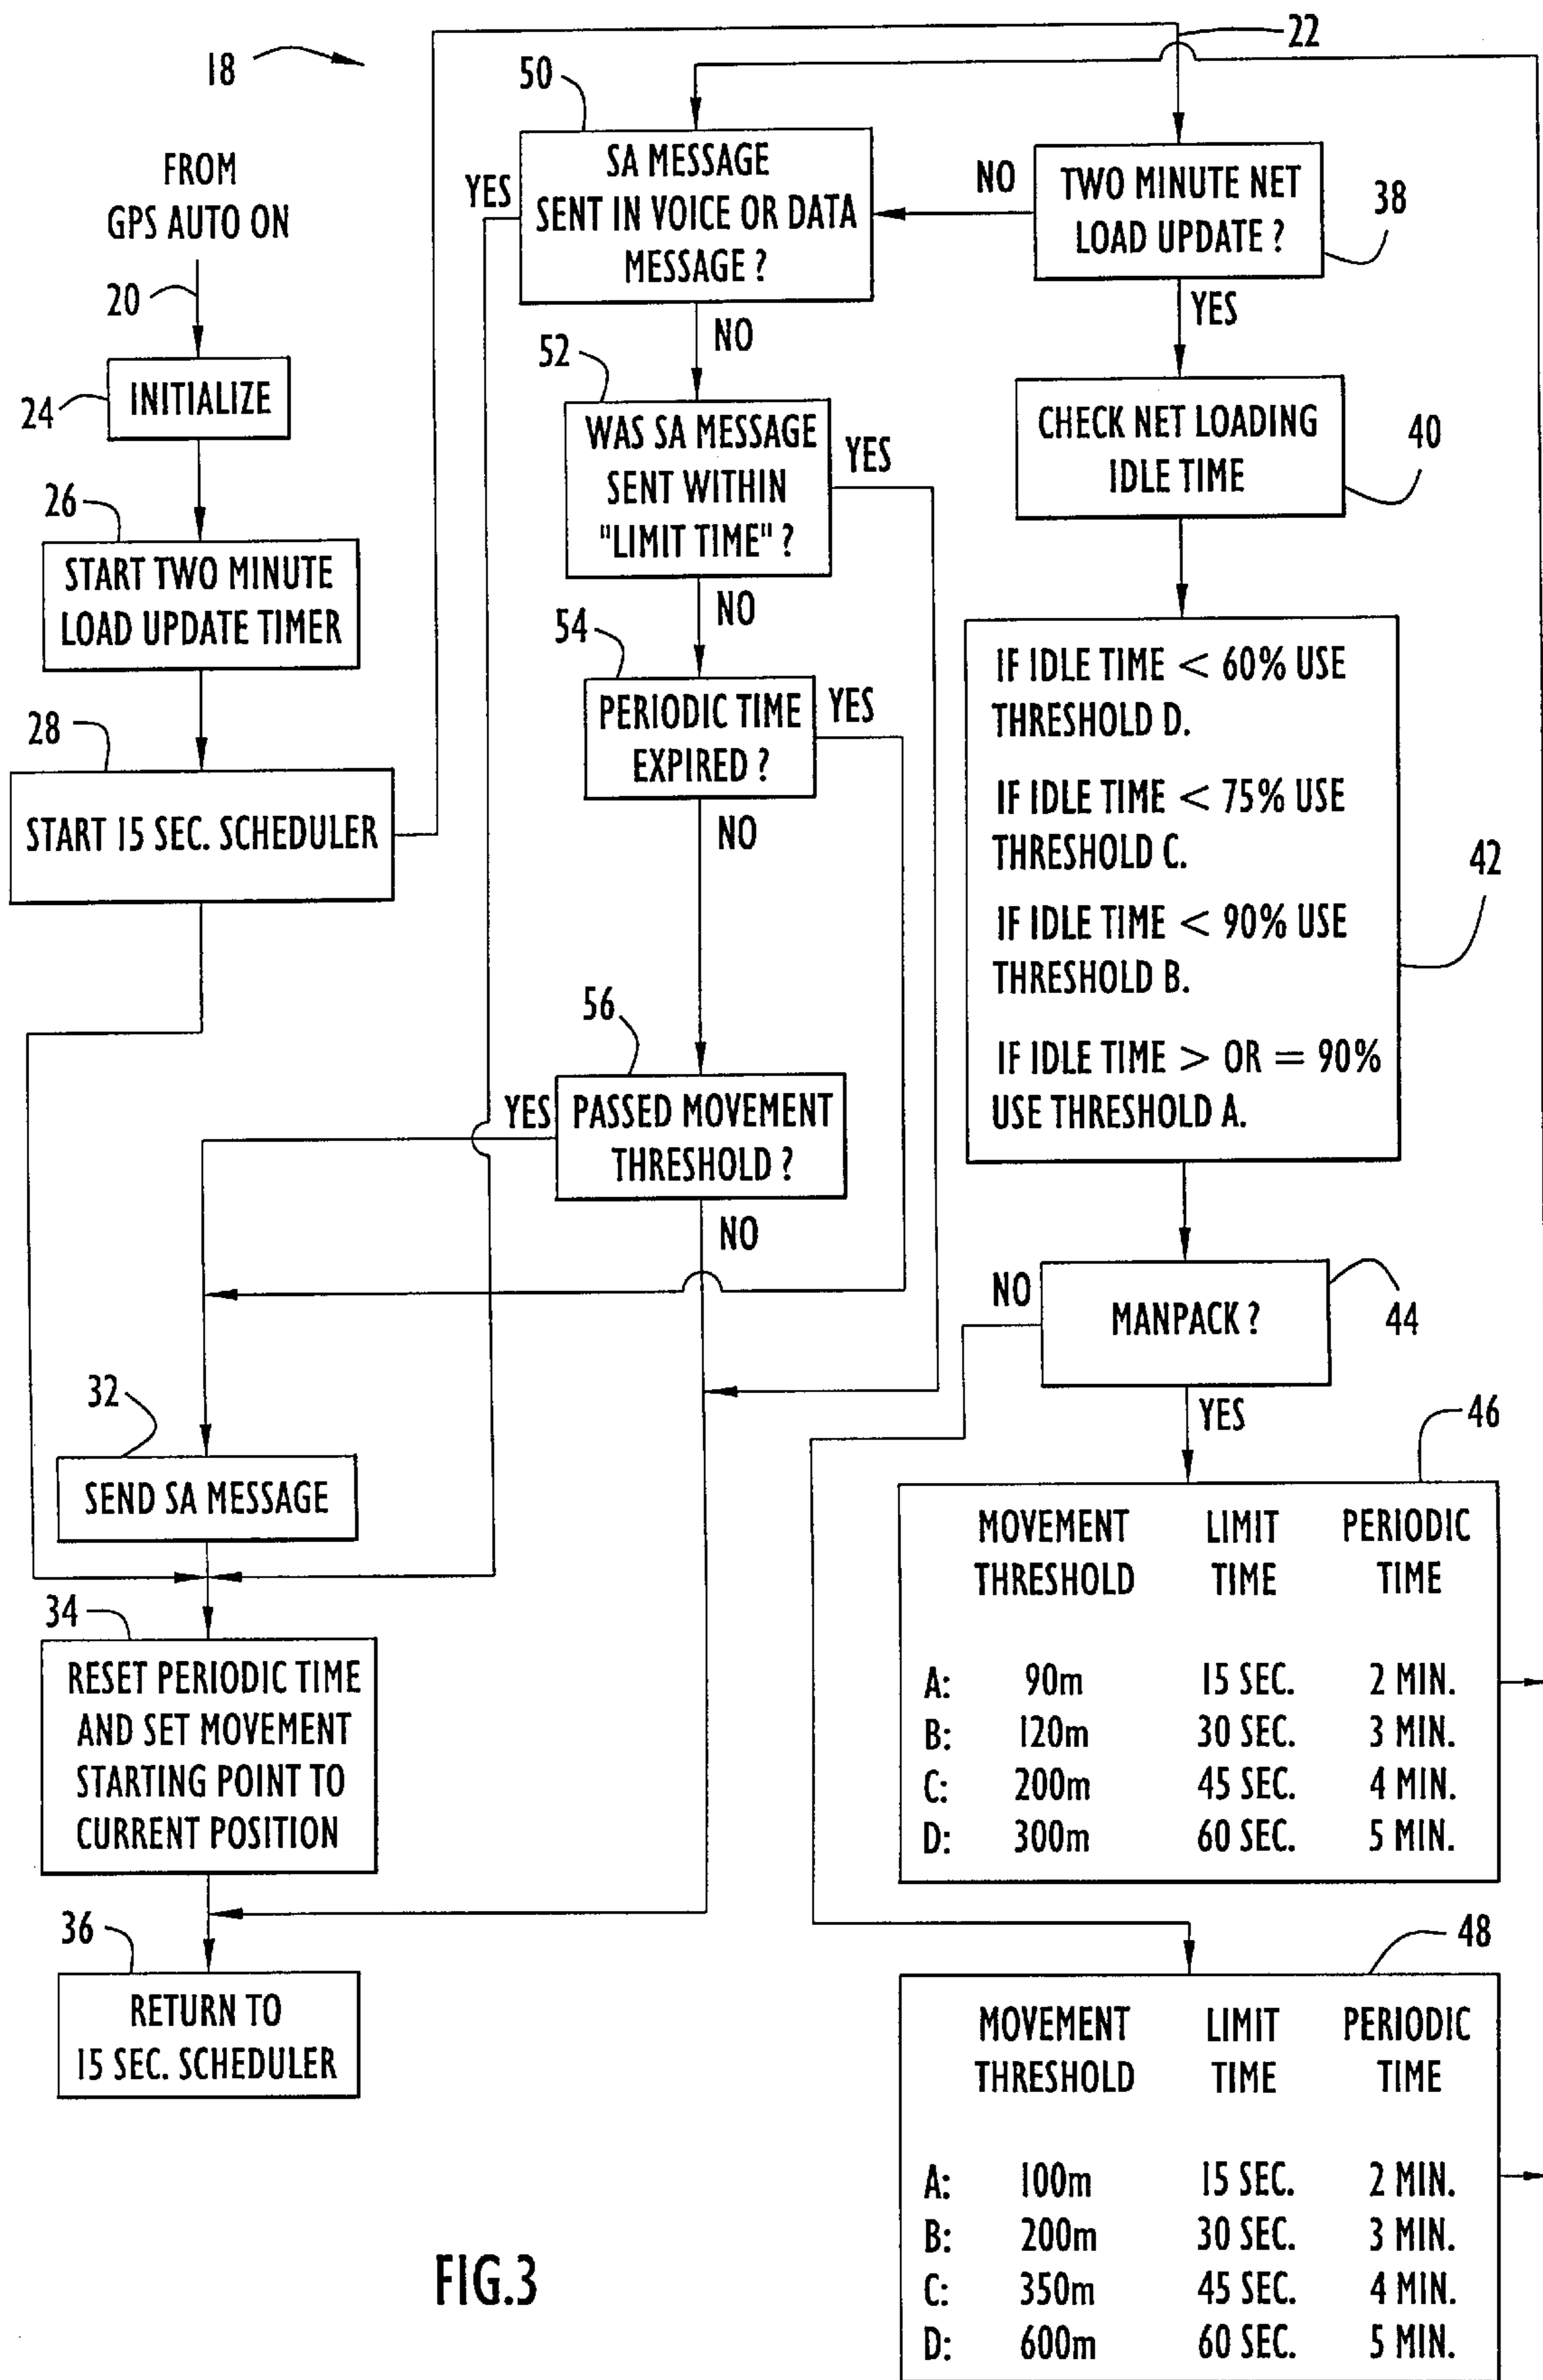 18
22
FROM
GPS AUTO ON
20
24
INITIALIZE
26
START TWO MINUTE
LOAD UPDATE TIMER
28
START 15 SEC. SCHEDULER
50
SA MESSAGE
SENT IN VOICE OR DATA
MESSAGE ?
YES
NO
52
WAS SA MESSAGE
SENT WITHIN
"LIMIT TIME" ?
YES
NO
54
PERIODIC TIME
EXPIRED ?
YES
NO
56
PASSED MOVEMENT
THRESHOLD ?
YES
NO
32
SEND SA MESSAGE
34
RESET PERIODIC TIME
AND SET MOVEMENT
STARTING POINT TO
CURRENT POSITION
36
RETURN TO
15 SEC. SCHEDULER
TWO MINUTE NET
LOAD UPDATE ?
38
NO
YES
CHECK NET LOADING
IDLE TIME
40
IF IDLE TIME < 60% USE
THRESHOLD D.
IF IDLE TIME < 75% USE
THRESHOLD C.
IF IDLE TIME < 90% USE
THRESHOLD B.
IF IDLE TIME > OR = 90%
USE THRESHOLD A.
42
MANPACK ?
44
NO
YES
46
MOVEMENT LIMIT PERIODIC
THRESHOLD TIME TIME
A: 90m 15 SEC. 2 MIN.
B: 120m 30 SEC. 3 MIN.
C: 200m 45 SEC. 4 MIN.
D: 300m 60 SEC. 5 MIN.
48
MOVEMENT LIMIT PERIODIC
THRESHOLD TIME TIME
A: 100m 15 SEC. 2 MIN.
B: 200m 30 SEC. 3 MIN.
C: 350m 45 SEC. 4 MIN.
D: 600m 60 SEC. 5 MIN.
FIG.3